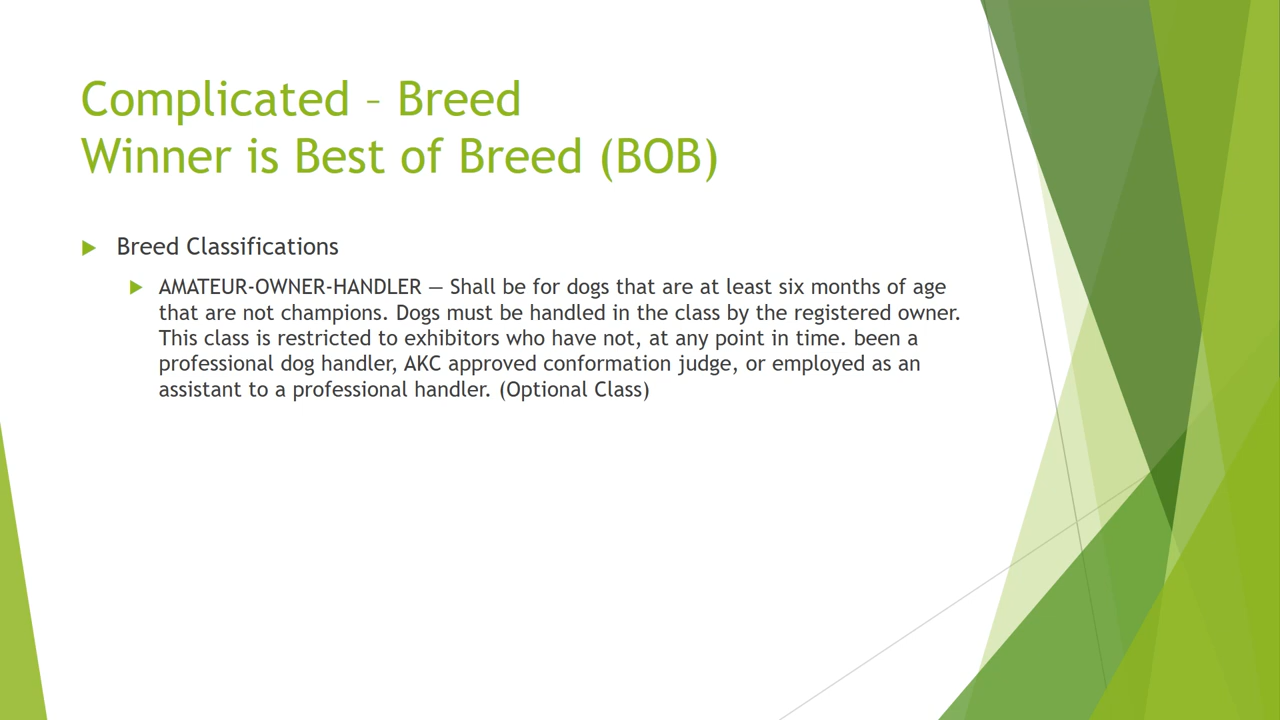 Complicated – Breed
Winner is Best of Breed (BOB)
Breed Classifications
AMATEUR-OWNER-HANDLER — Shall be for dogs that are at least six months of age
that are not champions. Dogs must be handled in the class by the registered owner.
This class is restricted to exhibitors who have not, at any point in time. been a
professional dog handler, AKC approved conformation judge, or employed as an
assistant to a professional handler. (Optional Class)